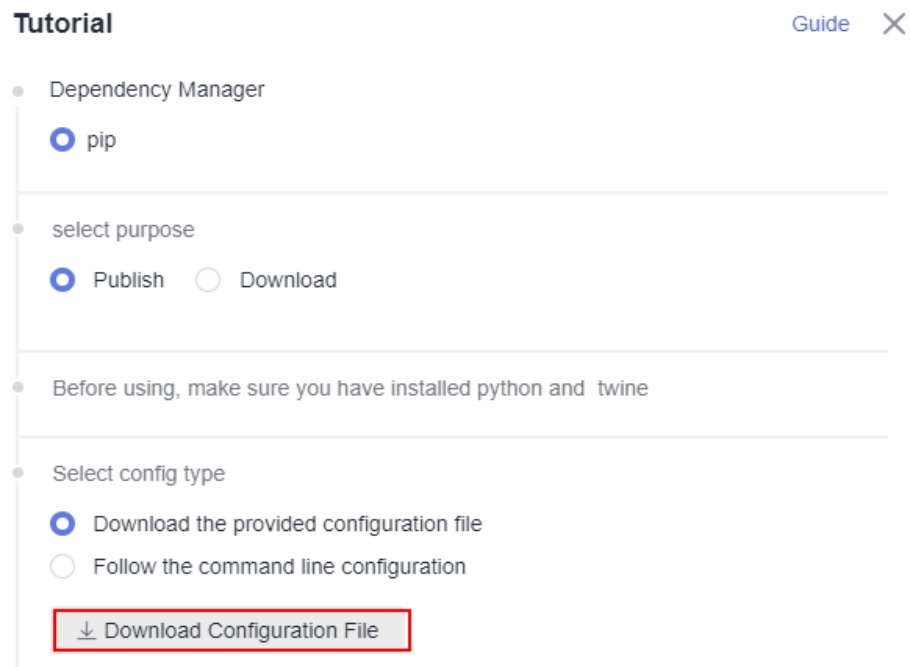 Tutorial
Guide
Dependency Manager
pip
select purpose
Publish
Download
Before using, make sure you have installed python and twine
Select config type
Download the provided configuration file
Follow the command line configuration
Download Configuration File